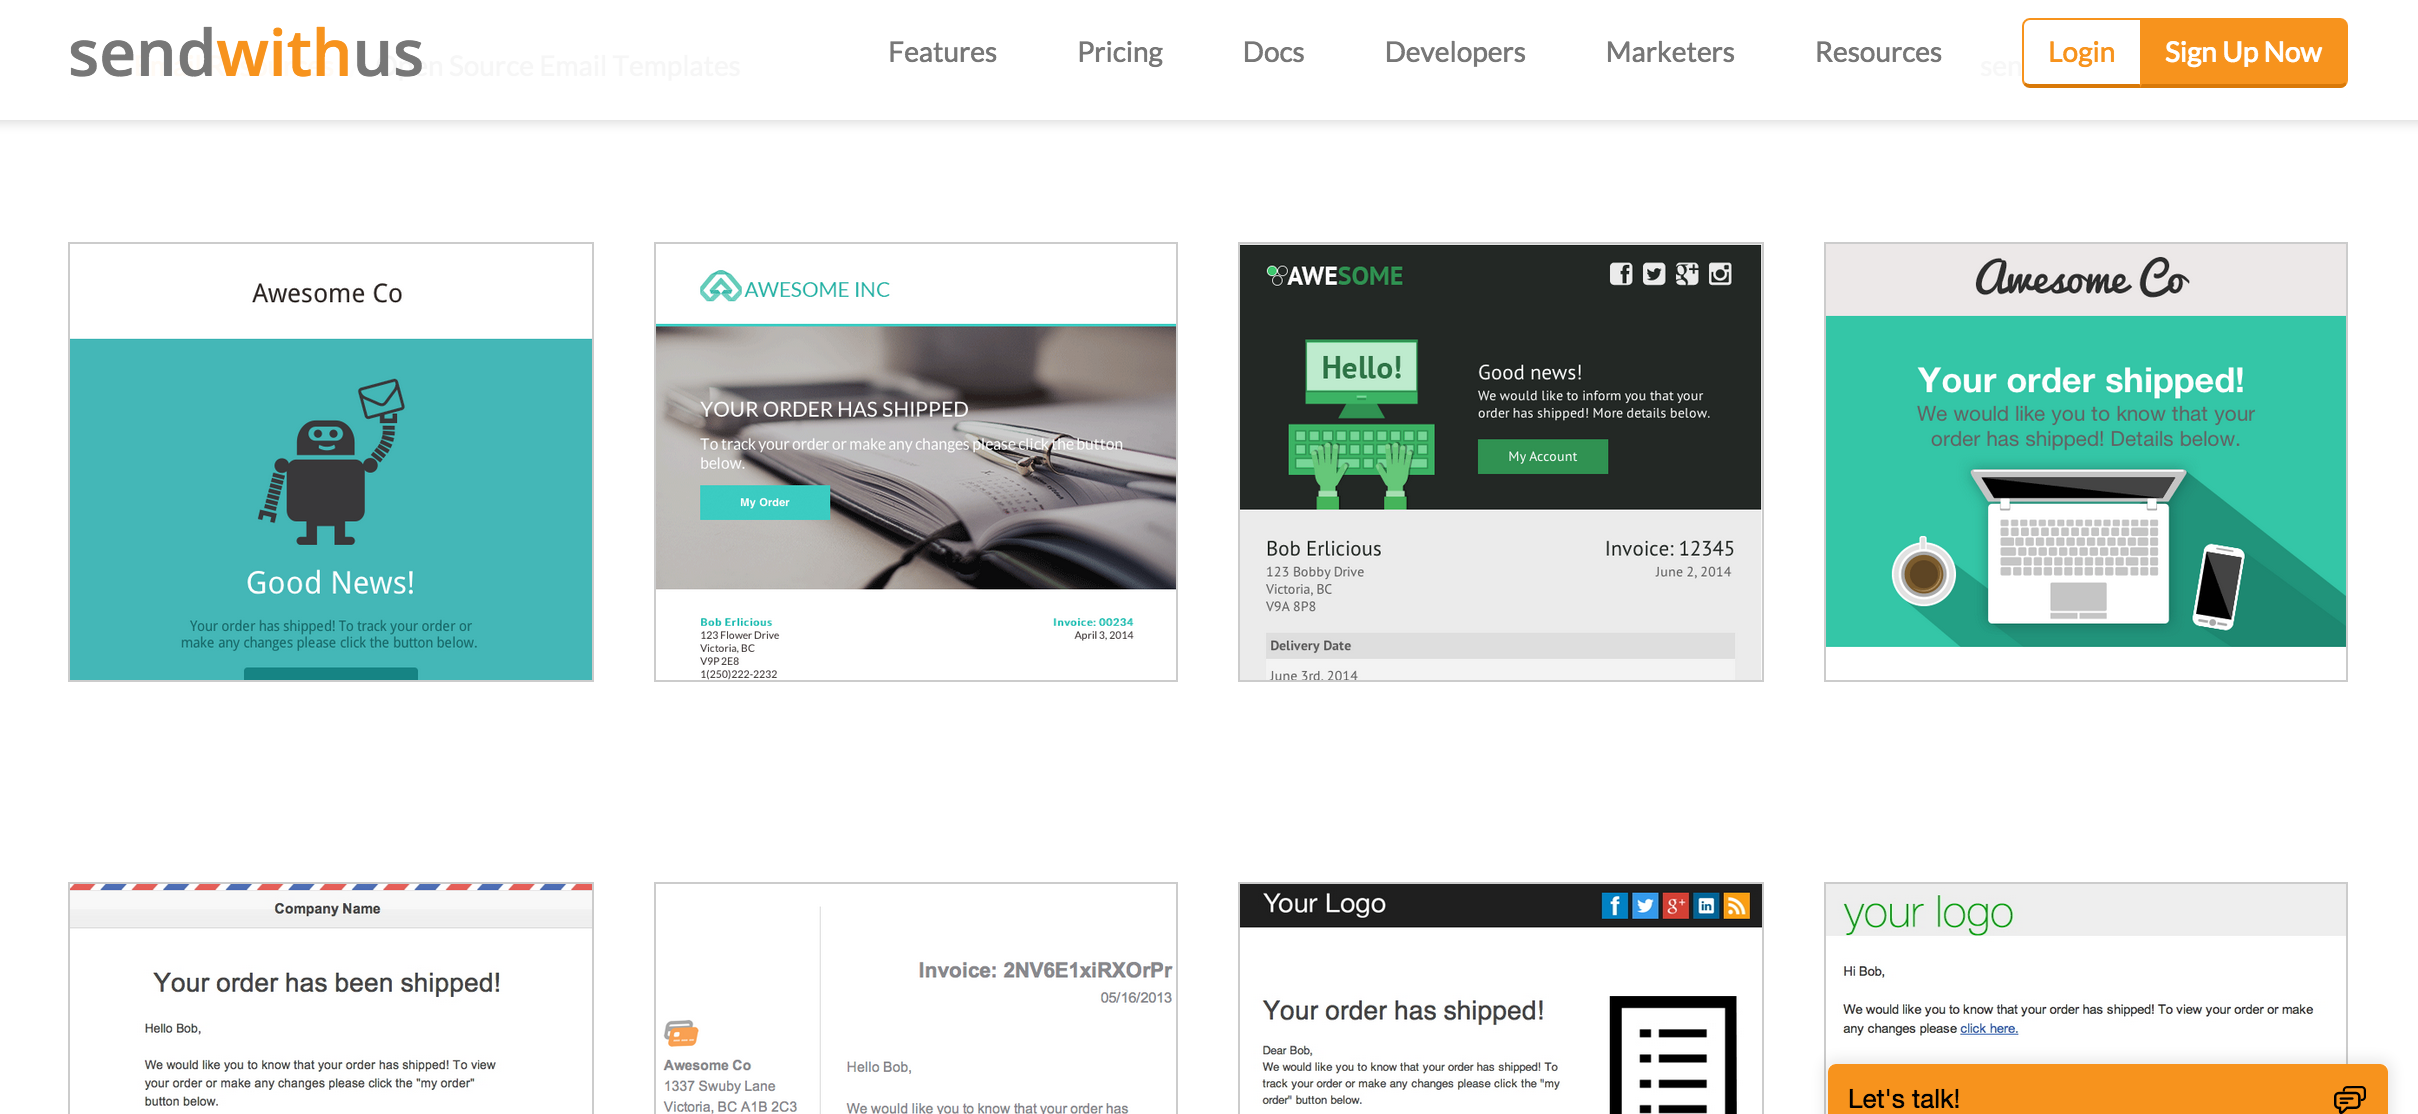 sendwithus
en Source Email Templates
Features
Pricing
Docs
Developers
Marketers
Resources
sen
Login
Sign Up Now
Awesome Co
Good News!
Your order has shipped! To track your order or
make any changes please click the button below.
AWESOME INC
YOUR ORDER HAS SHIPPED
To track your order or make any changes please click the button
below.
My Order
Bob Erlicious
123 Flower Drive
Victoria, BC
V9P 2E8
1(250)222-2232
Invoice: 00234
April 3, 2014
AWESOME
Hello!
Good news!
We would like to inform you that your
order has shipped! More details below.
My Account
Bob Erlicious
123 Bobby Drive
Victoria, BC
V9A 8P8
Invoice: 12345
June 2, 2014
Delivery Date
June 3rd, 2014
Awesome Co
Your order shipped!
We would like you to know that your
order has shipped! Details below.
Company Name
Your order has been shipped!
Hello Bob,
We would like you to know that your order has shipped! To view
your order or make any changes please click the "my order"
button below.
Invoice: 2NV6E1xiRXOrPr
05/16/2013
Awesome Co
1337 Swuby Lane
Victoria, BC A1B 2C3
Hello Bob,
We would like you to know that your order has
Your Logo
Your order has shipped!
Dear Bob,
We would like you to know that your order has shipped! To
track your order or make any changes please click the "my
order" button below.
your logo
Hi Bob,
We would like you to know that your order has shipped! To view your order or make
any changes please click here.
Let's talk!